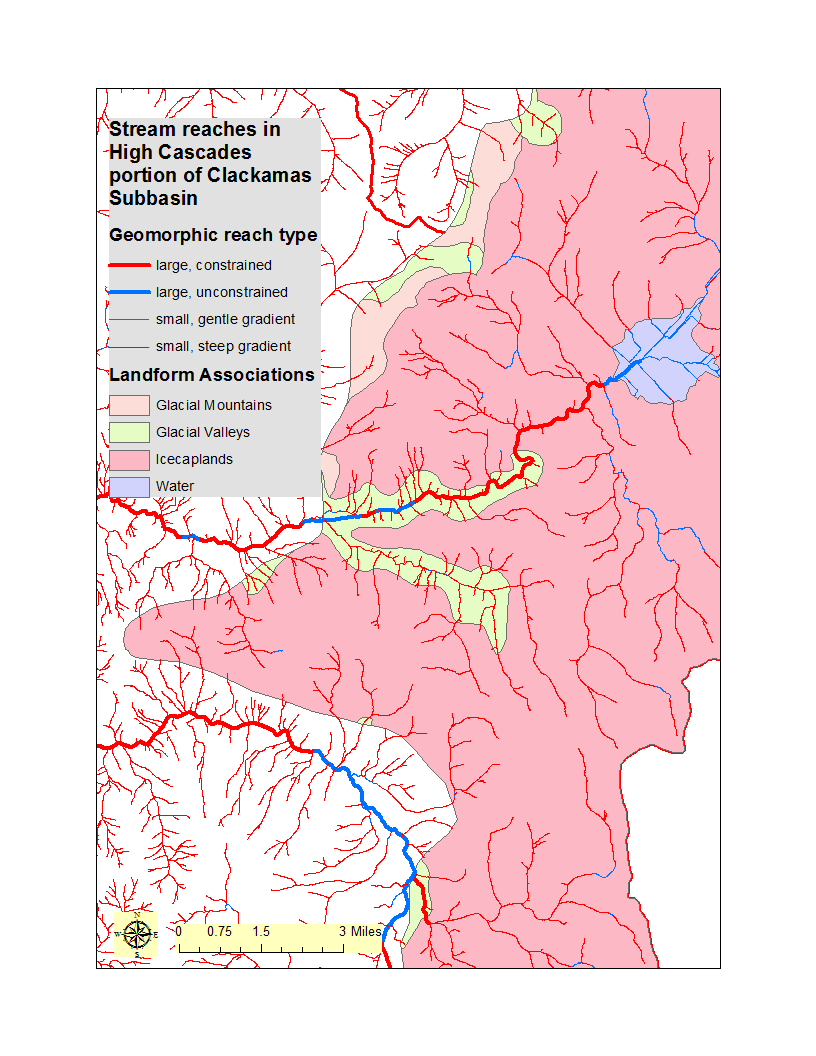 Stream reaches in
High Cascades
portion of Clackamas
Subbasin
Geomorphic reach type
large, constrained
large, unconstrained
small, gentle gradient
small, steep gradient
Landform Associations
Glacial Mountains
Glacial Valleys
Icecaplands
Water
N
W E
S
0 0.75 1.5 3 Miles